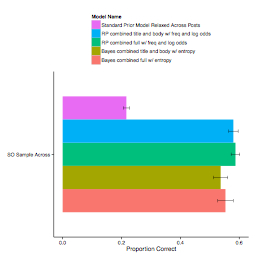 Model Name
Standard Prior Model Relaxed Across Posts
RP combined title and body w/ freq and log odds
RP combined full w/ freq and log odds
Bayes combined title and body w/ entropy
Bayes combined full w/ entropy
SO Sample Across
0.0 0.2 0.4 0.6
Proportion Correct